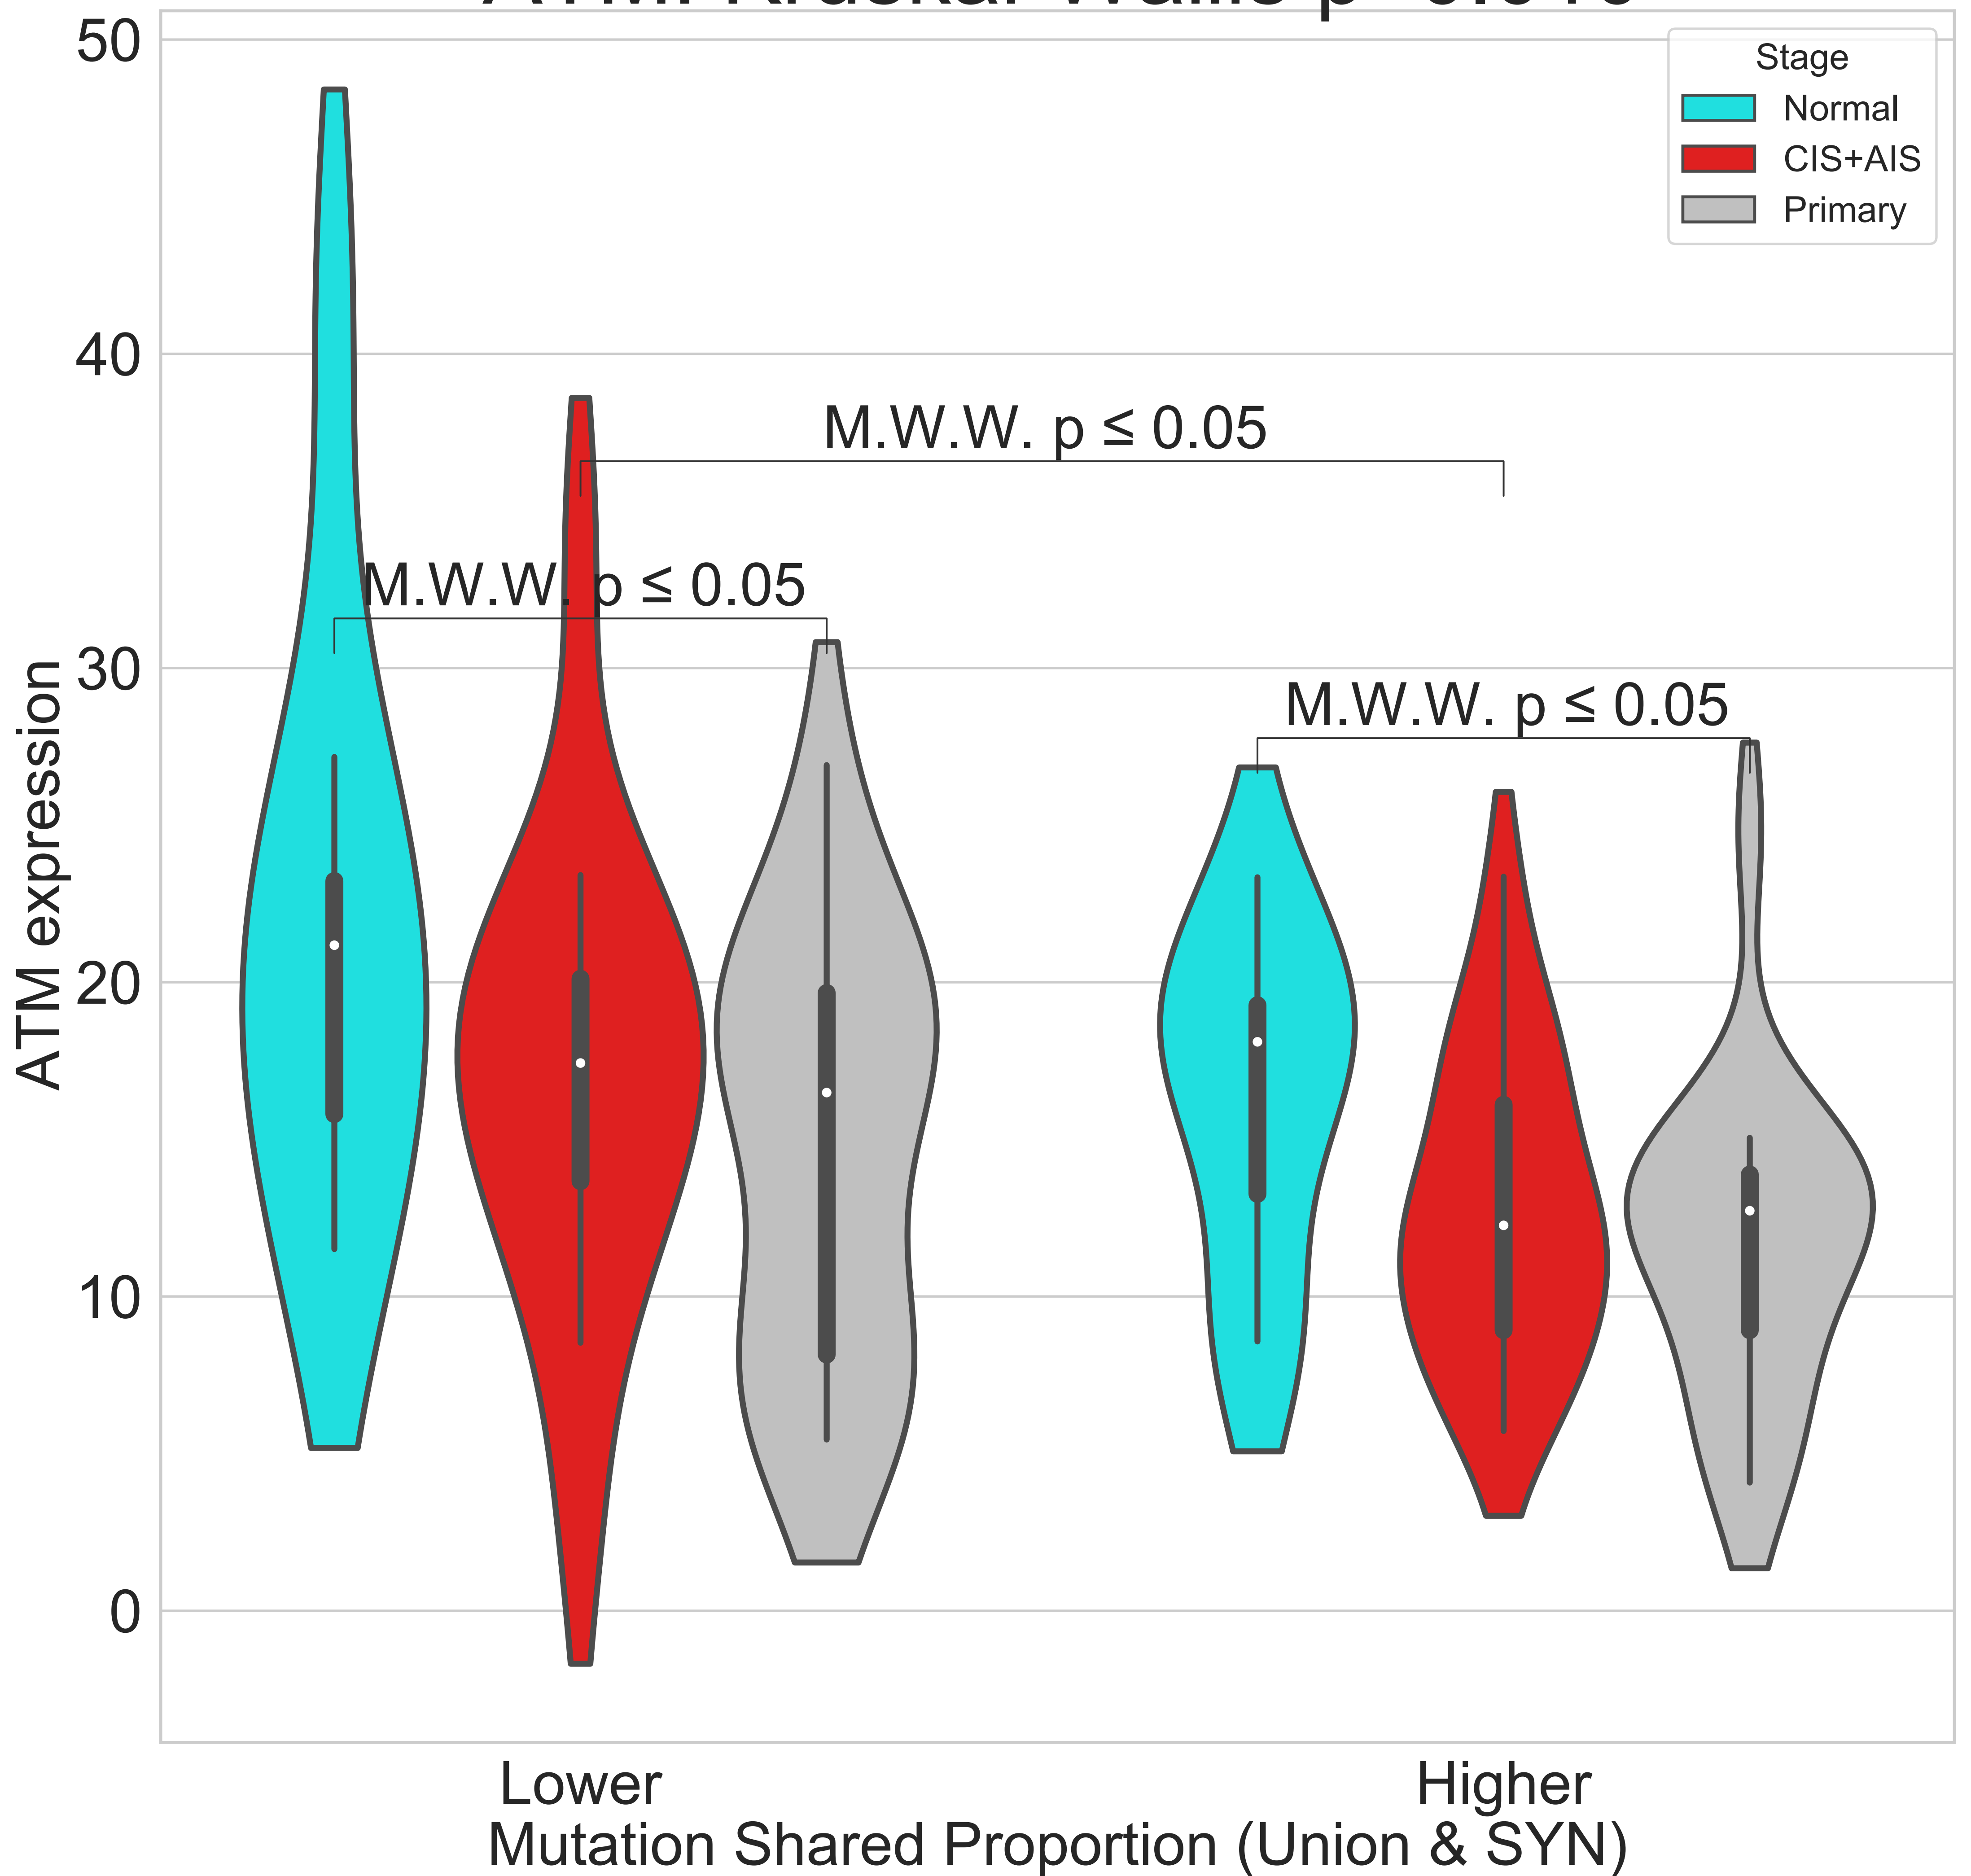 50
Stage
Normal
CIS+AIS
Primary
40
M.W.W. p ≤ 0.05
M.W.W. p ≤ 0.05
30
M.W.W. p ≤ 0.05
ATM expression
20
10
0
Lower Higher
Mutation Shared Proportion (Union & SYN)